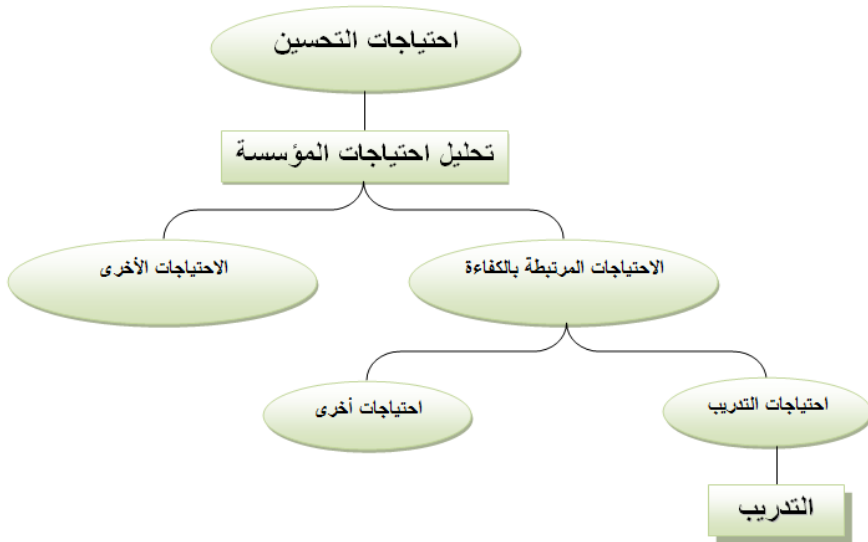 احتياجات التحسين
تحليل احتياجات المؤسسة
الاحتياجات المرتبطة بالكفاءة
الاحتياجات الأخرى
احتياجات التدريب
احتياجات أخرى
التدريب